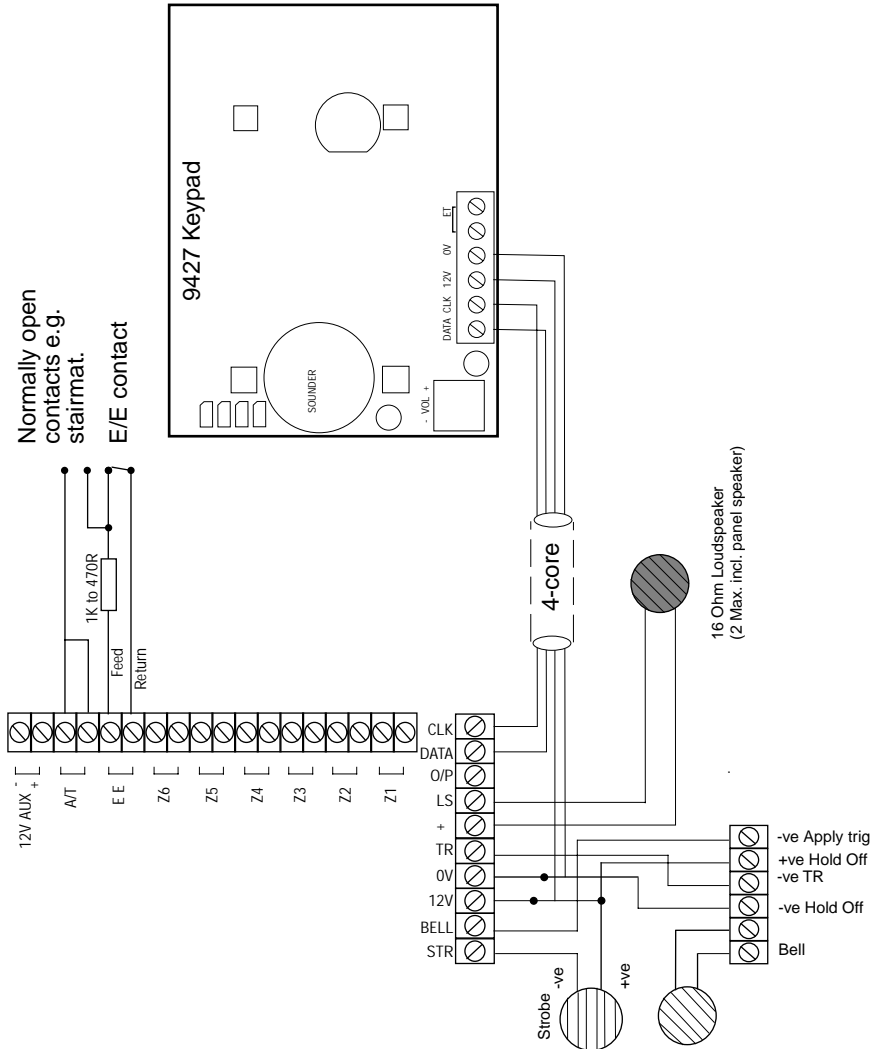 9427 Keypad
SOUNDER
- VOL +
DATA CLK 12V 0V ET
Normally open
contacts e.g.
stairmat.
E/E contact
1K to 470R
Feed
Return
12V AUX - +
A/T
E E
Z6
Z5
Z4
Z3
Z2
Z1
4-core
16 Ohm Loudspeaker
(2 Max. incl. panel speaker)
CLK
DATA
O/P
LS
+
TR
0V
12V
BELL
STR
Strobe
-ve
+ve
-ve Apply trig
+ve Hold Off
-ve TR
-ve Hold Off
Bell